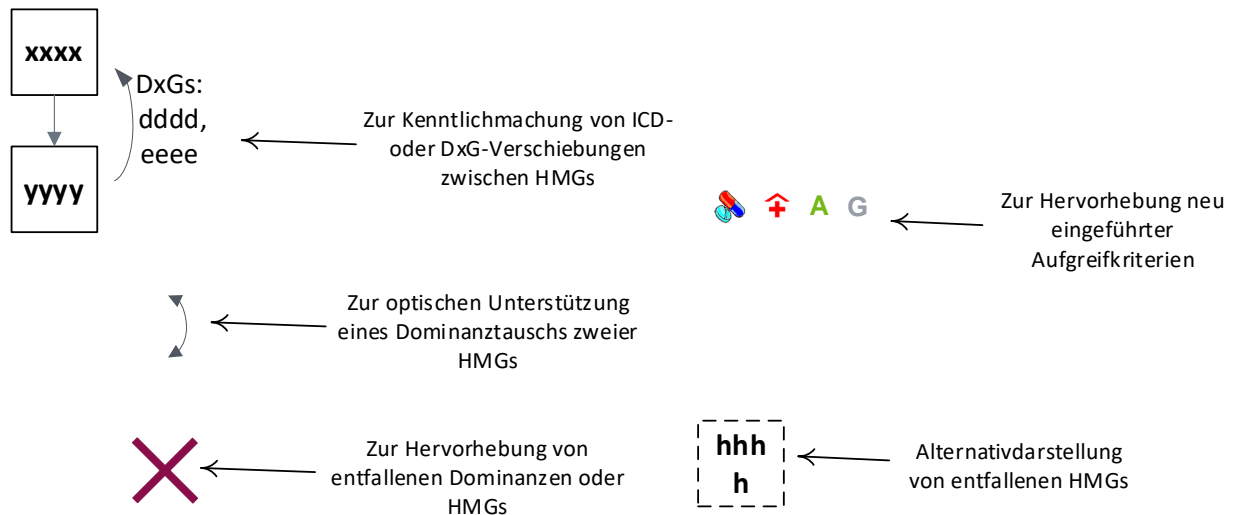 xxxx
DxGs:
dddd,
eeee
yyyy
Zur Kenntlichmachung von ICD-
oder DxG-Verschiebungen
zwischen HMGs
A G
Zur Hervorhebung neu
eingeführter
Aufgreifkriterien
Zur optischen Unterstützung
eines Dominanztauschs zweier
HMGs
Zur Hervorhebung von
entfallenen Dominanzen oder
HMGs
hhh
h
Alternativdarstellung
von entfallenen HMGs